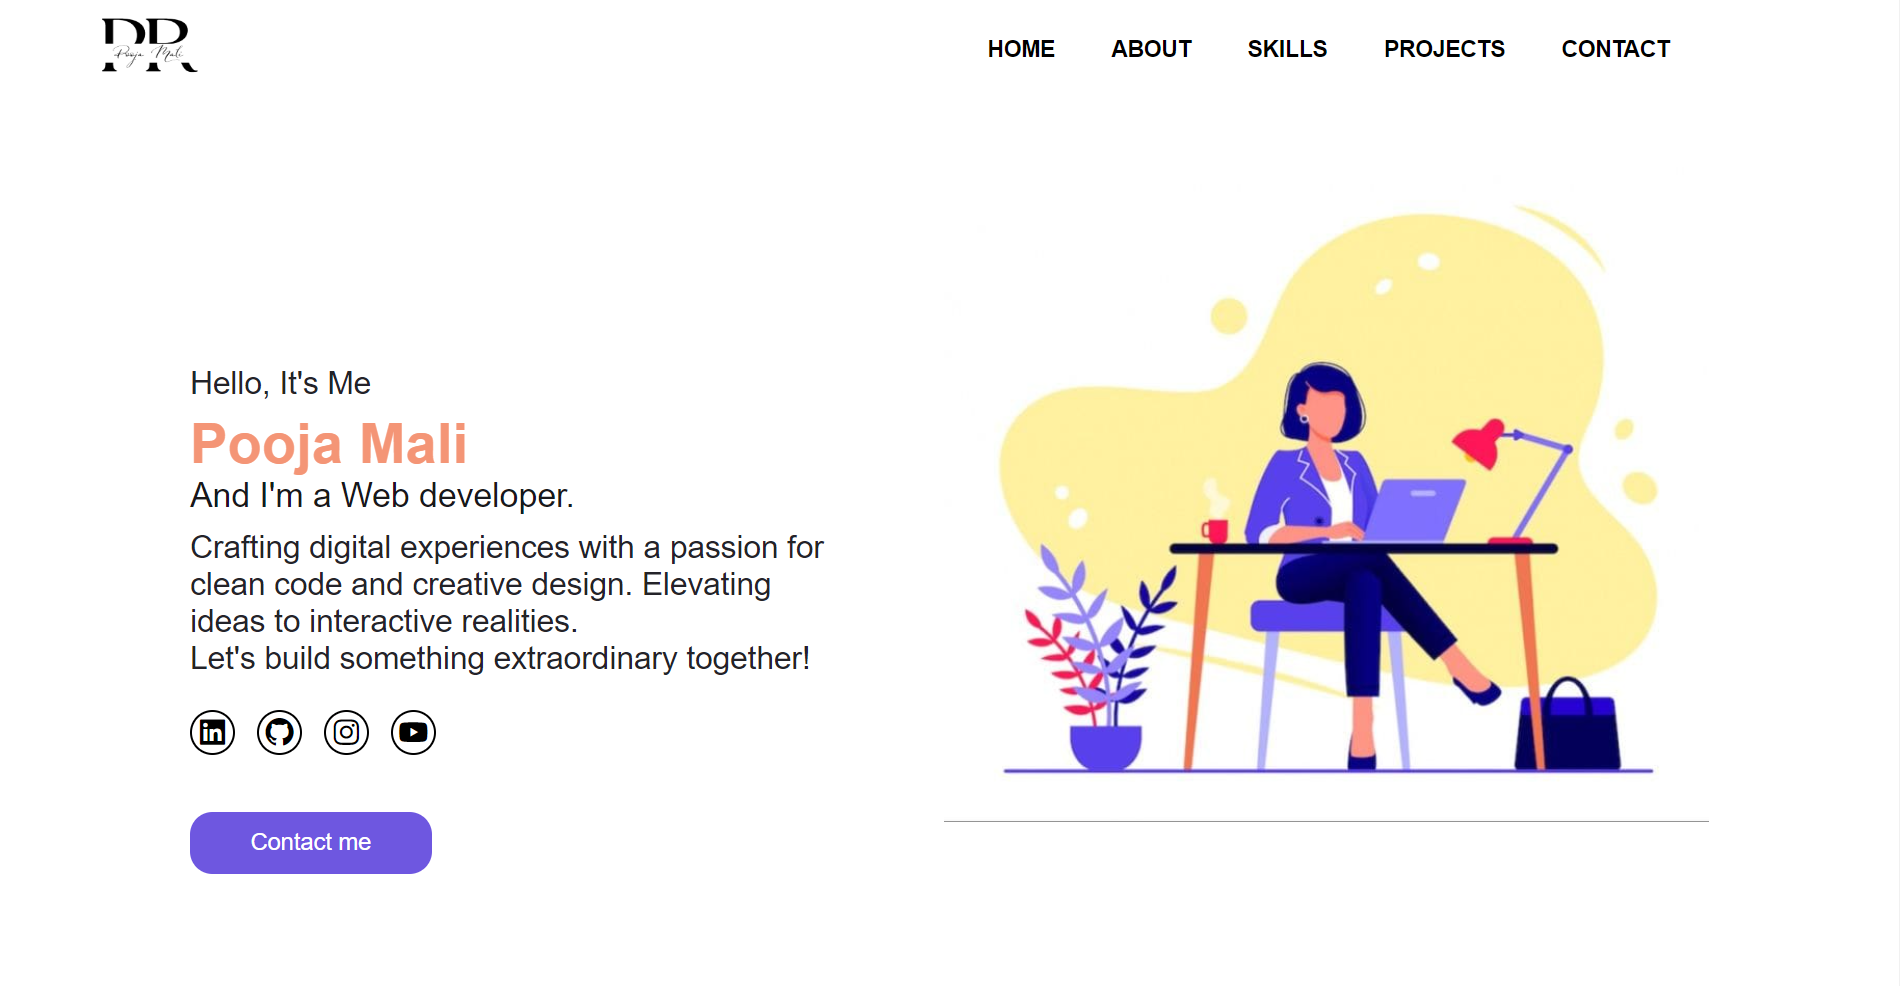 PR
Pooja Mali
HOME ABOUT SKILLS PROJECTS CONTACT
Hello, It's Me
Pooja Mali
And I'm a Web developer.
Crafting digital experiences with a passion for
clean code and creative design. Elevating
ideas to interactive realities.
Let's build something extraordinary together!
in
Contact me